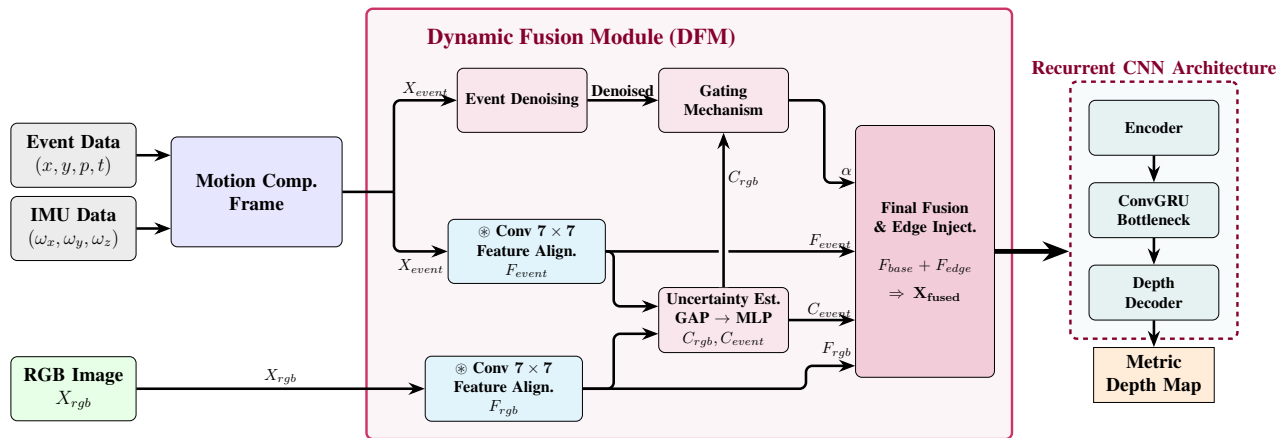 Dynamic Fusion Module (DFM)
Recurrent CNN Architecture
Event Data
(x, y, p, t)
IMU Data
(ω_x, ω_y, ω_z)
Motion Comp.
Frame
RGB Image
X_rgb
X_event
Event Denoising
Denoised
Gating
Mechanism
C_rgb
α
X_event
⊛ Conv 7 × 7
Feature Align.
F_event
F_event
Uncertainty Est.
GAP → MLP
C_rgb, C_event
C_event
X_rgb
⊛ Conv 7 × 7
Feature Align.
F_rgb
F_rgb
Final Fusion
& Edge Inject.
F_base + F_edge
⇒ X_fused
Encoder
ConvGRU
Bottleneck
Depth
Decoder
Metric
Depth Map